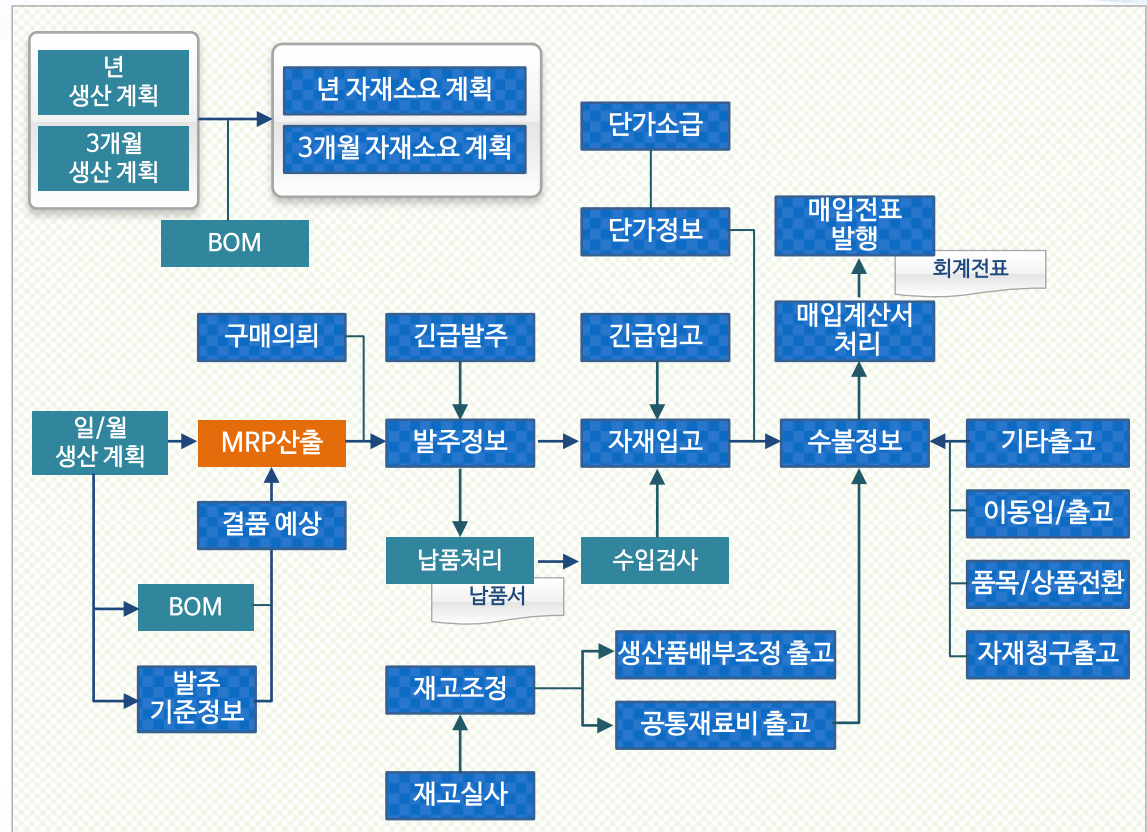 년
생산 계획
3개월
생산 계획
년 자재소요 계획
3개월 자재소요 계획
BOM
단가소급
단가정보
매입전표
발행
회계전표
매입계산서
처리
구매의뢰
긴급발주
긴급입고
일/월
생산 계획
MRP산출
발주정보
자재입고
수불정보
기타출고
결품 예상
이동입/출고
납품처리
수입검사
납품서
품목/상품전환
BOM
생산품배부조정 출고
자재청구출고
발주
기준정보
재고조정
공통재료비 출고
재고실사